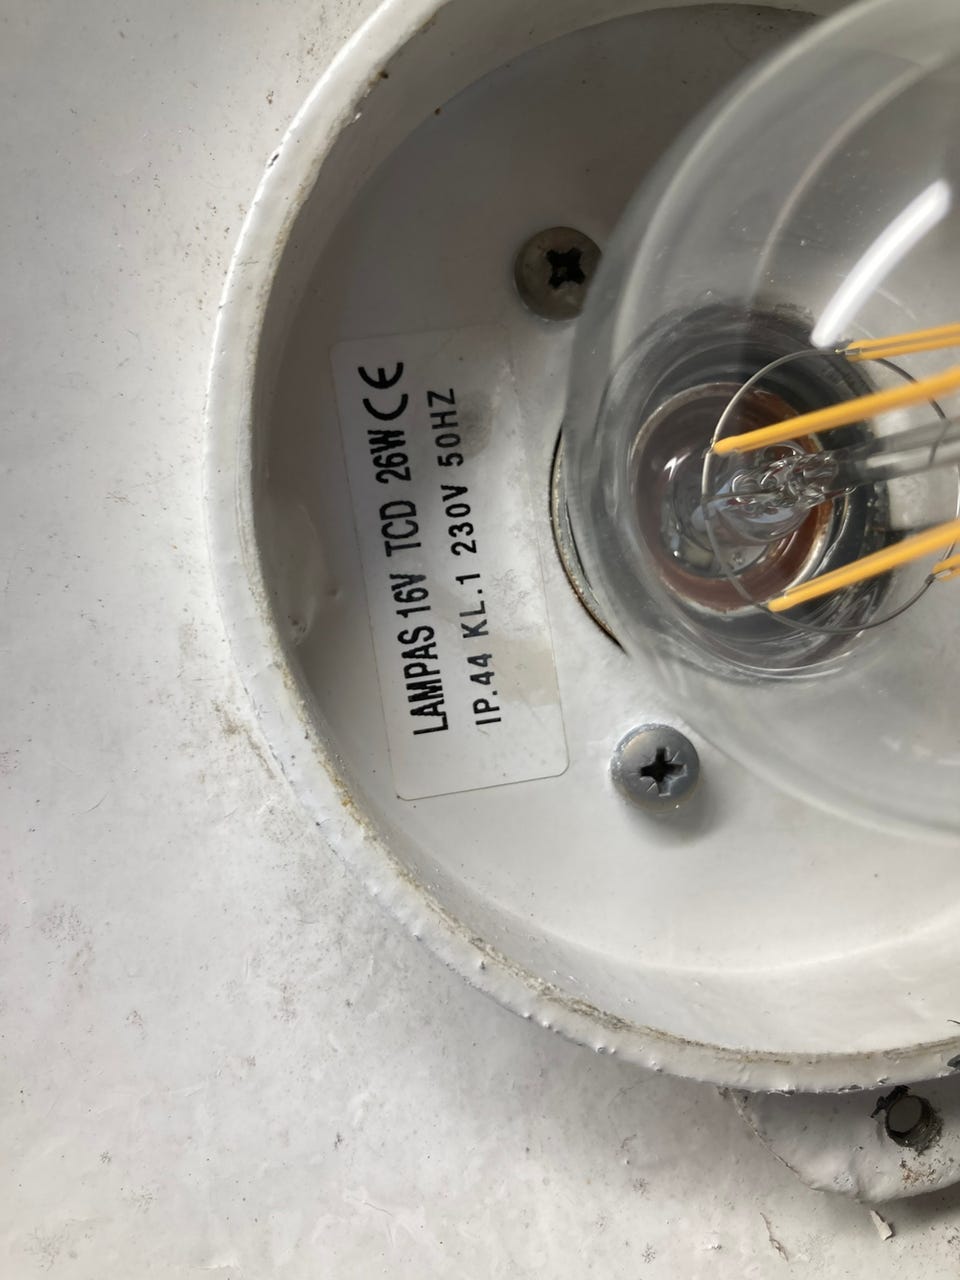 LAMPAS 16V TCD 26W CE
IP.44 KL.1 230V 50HZ